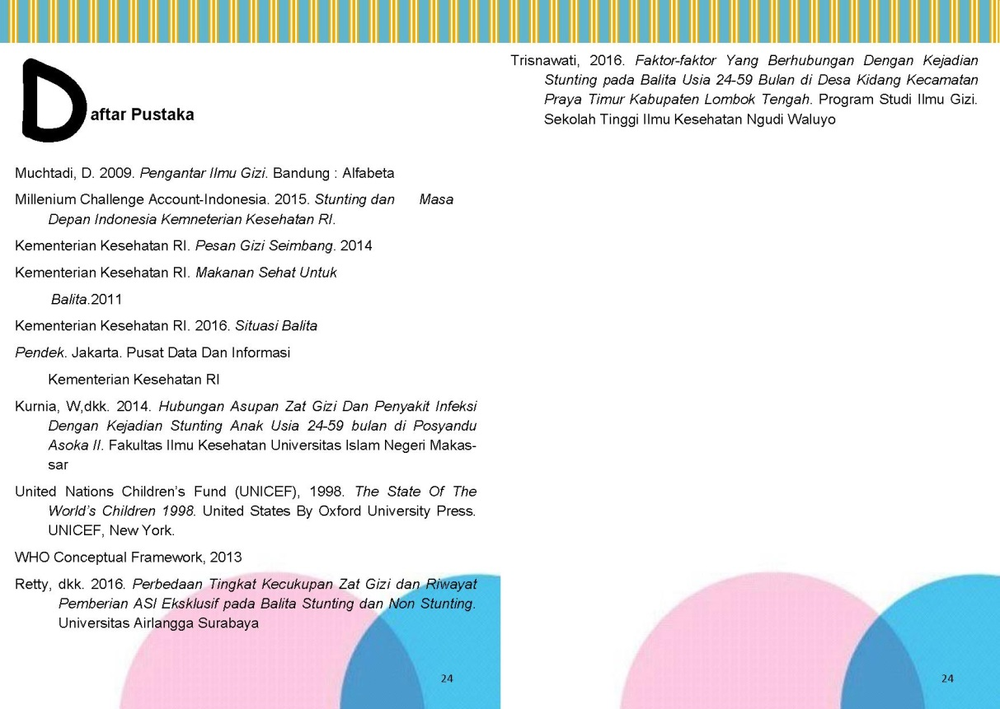 Daftar Pustaka
Muchtadi, D. 2009. Pengantar Ilmu Gizi. Bandung : Alfabeta
Millenium Challenge Account-Indonesia. 2015. Stunting dan Masa
Depan Indonesia Kemneterian Kesehatan RI.
Kementerian Kesehatan RI. Pesan Gizi Seimbang. 2014
Kementerian Kesehatan RI. Makanan Sehat Untuk
Balita.2011
Kementerian Kesehatan RI. 2016. Situasi Balita
Pendek. Jakarta. Pusat Data Dan Informasi
Kementerian Kesehatan RI
Kurnia, W,dkk. 2014. Hubungan Asupan Zat Gizi Dan Penyakit Infeksi
Dengan Kejadian Stunting Anak Usia 24-59 bulan di Posyandu
Asoka II. Fakultas Ilmu Kesehatan Universitas Islam Negeri Makas-
sar
United Nations Children’s Fund (UNICEF), 1998. The State Of The
World’s Children 1998. United States By Oxford University Press.
UNICEF, New York.
WHO Conceptual Framework, 2013
Retty, dkk. 2016. Perbedaan Tingkat Kecukupan Zat Gizi dan Riwayat
Pemberian ASI Eksklusif pada Balita Stunting dan Non Stunting.
Universitas Airlangga Surabaya
24
Trisnawati, 2016. Faktor-faktor Yang Berhubungan Dengan Kejadian
Stunting pada Balita Usia 24-59 Bulan di Desa Kidang Kecamatan
Praya Timur Kabupaten Lombok Tengah. Program Studi Ilmu Gizi.
Sekolah Tinggi Ilmu Kesehatan Ngudi Waluyo
24